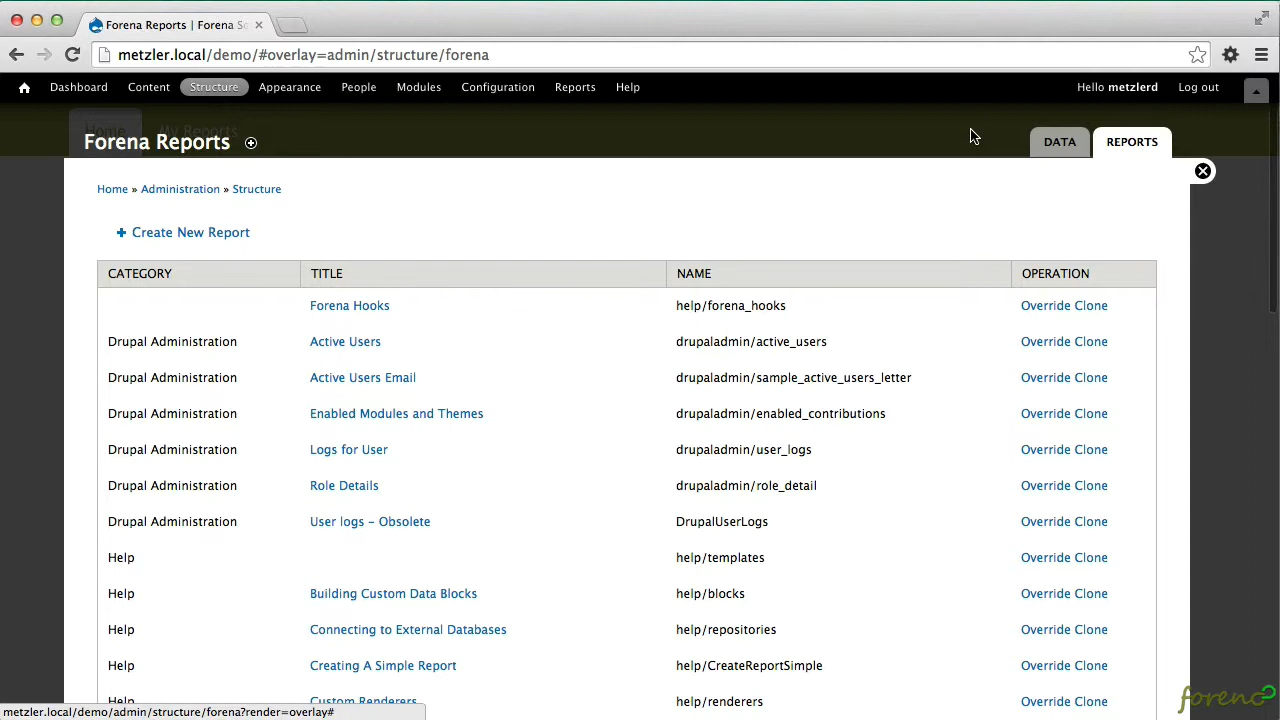 Forena Reports | Forena Se
metzler.local/demo/#overlay=admin/structure/forena
Dashboard Content Structure Appearance People Modules Configuration Reports Help Hello metzlerd Log out
Home My Reports
Forena Reports DATA REPORTS
Home » Administration » Structure
+ Create New Report
CATEGORY TITLE NAME OPERATION
Forena Hooks help/forena_hooks Override Clone
Drupal Administration Active Users drupaladmin/active_users Override Clone
Drupal Administration Active Users Email drupaladmin/sample_active_users_letter Override Clone
Drupal Administration Enabled Modules and Themes drupaladmin/enabled_contributions Override Clone
Drupal Administration Logs for User drupaladmin/user_logs Override Clone
Drupal Administration Role Details drupaladmin/role_detail Override Clone
Drupal Administration User logs – Obsolete DrupalUserLogs Override Clone
Help help/templates Override Clone
Help Building Custom Data Blocks help/blocks Override Clone
Help Connecting to External Databases help/repositories Override Clone
Help Creating A Simple Report help/CreateReportSimple Override Clone
Help Custom Renderers help/renderers Override Clone
metzler.local/demo/admin/structure/forena?render=overlay#
forena